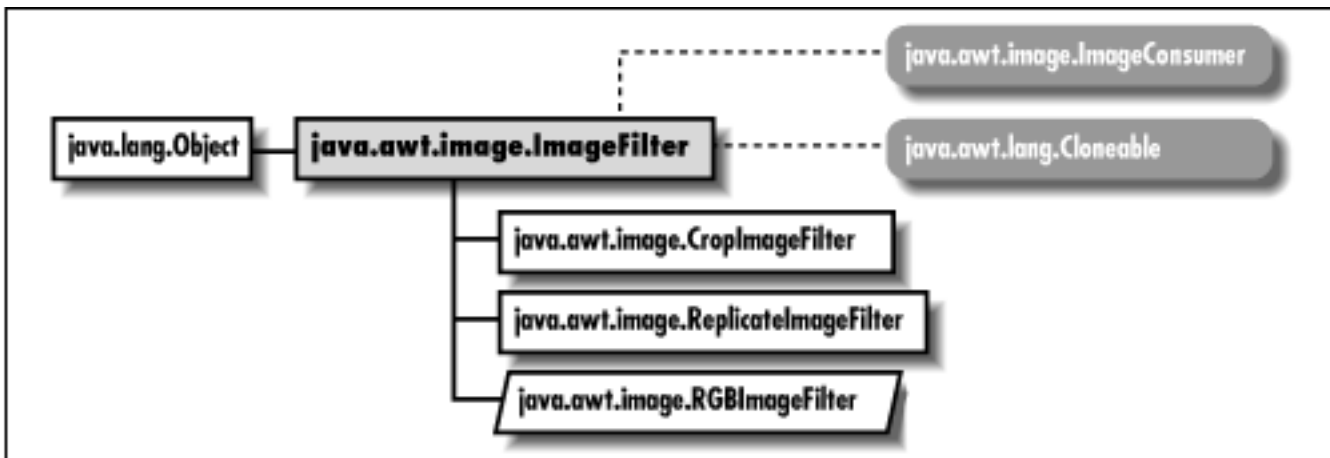 java.awt.image.ImageConsumer
java.lang.Object
java.awt.image.ImageFilter
java.awt.lang.Cloneable
java.awt.image.CropImageFilter
java.awt.image.ReplicateImageFilter
java.awt.image.RGBImageFilter